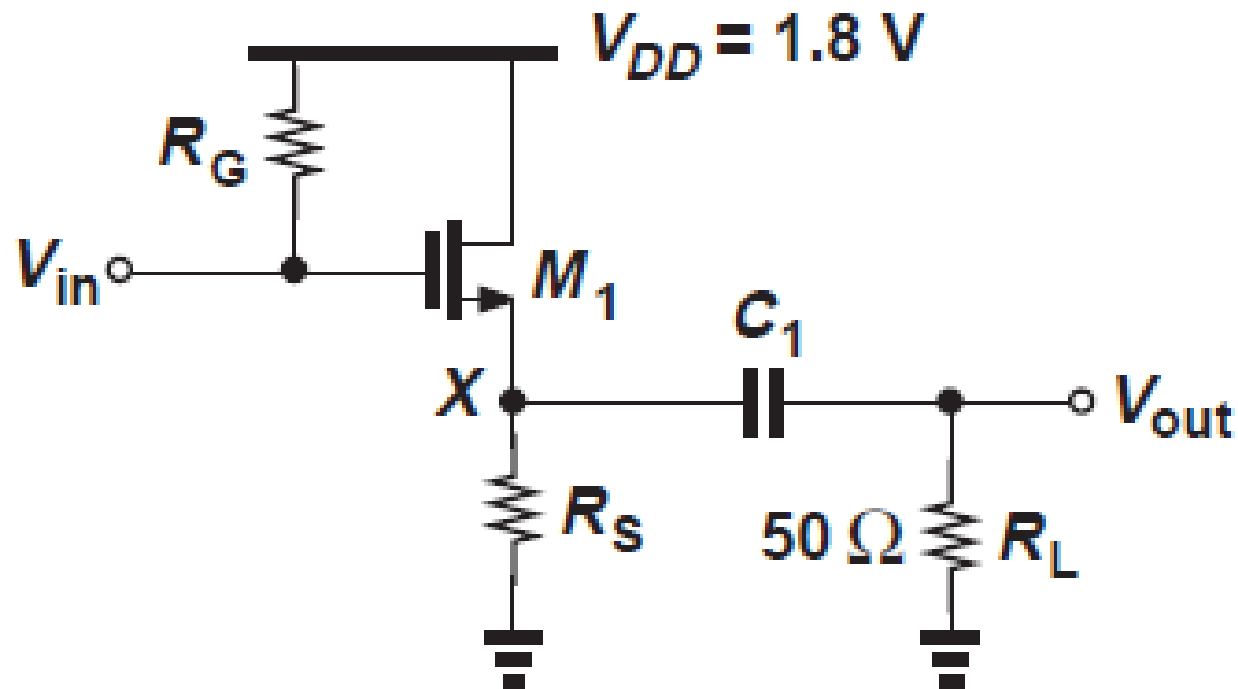 V_DD = 1.8 V
R_G
V_in
M_1
C_1
X
V_out
R_S
50 Ω
R_L